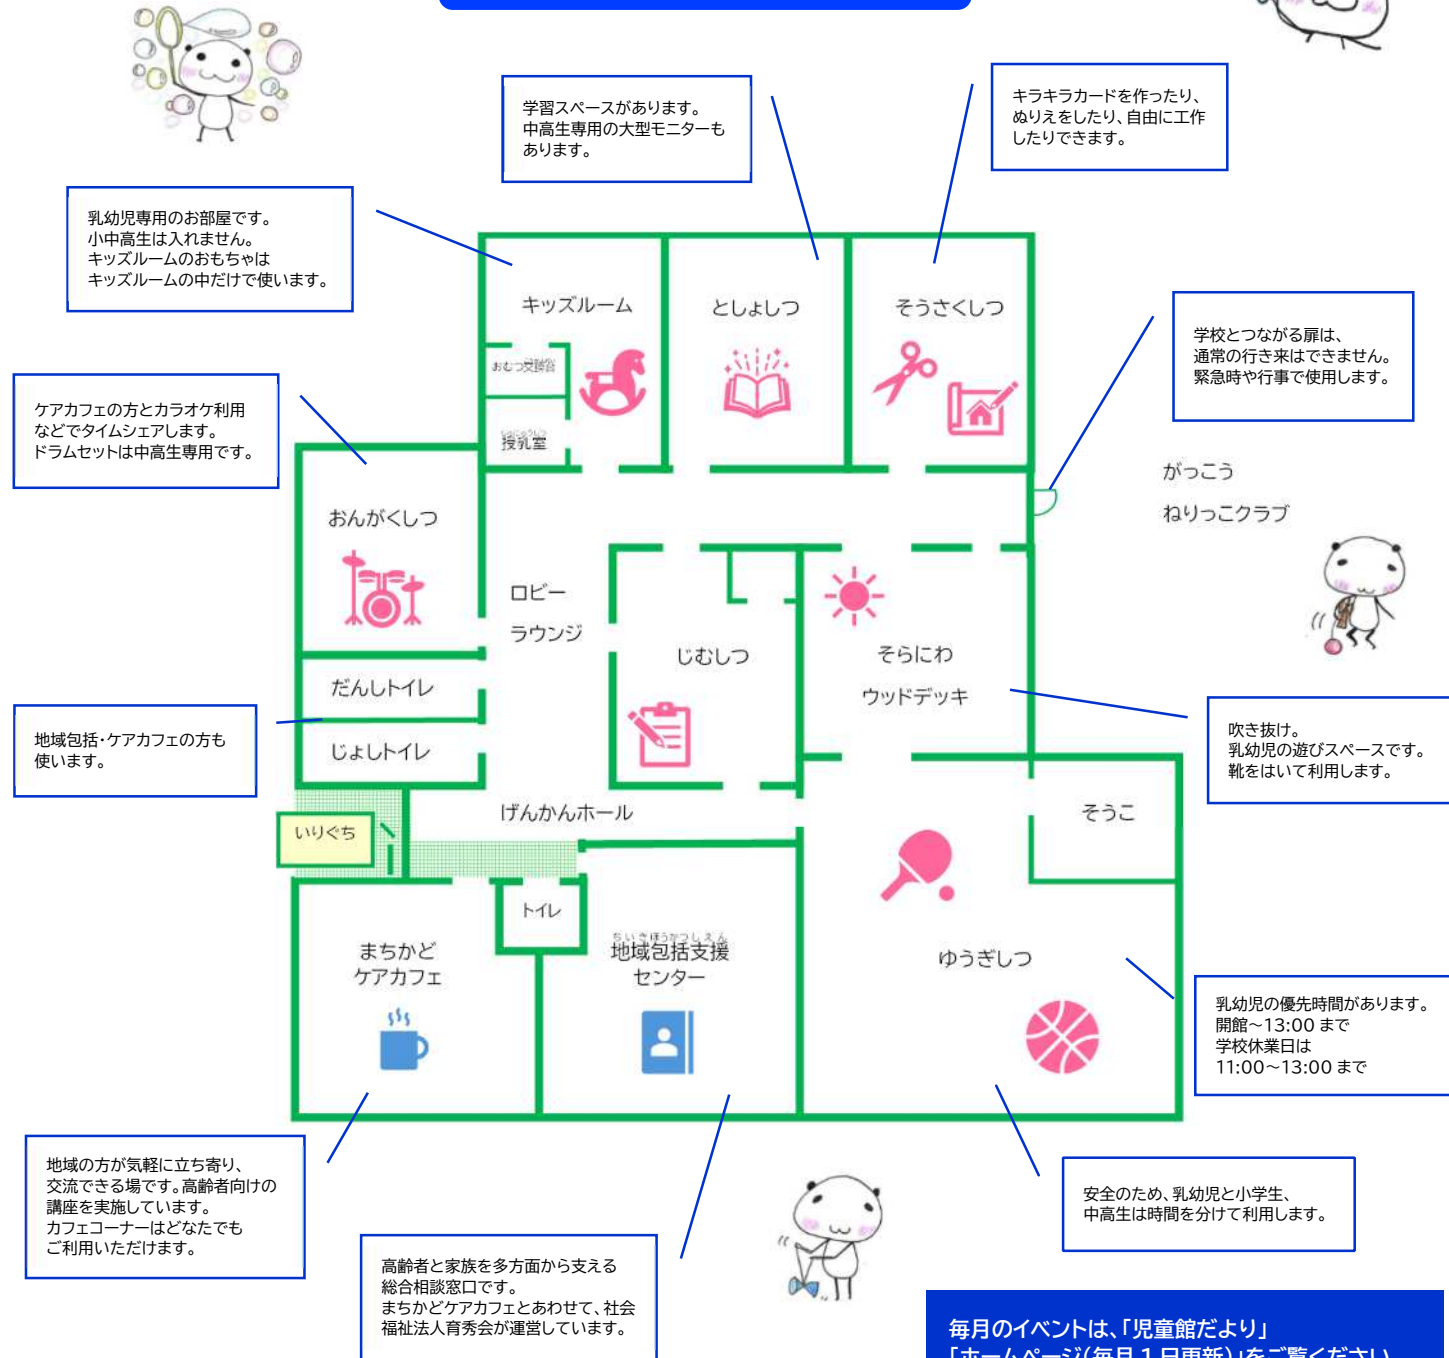 学習スペースがあります。
中高生専用の大型モニターも
あります。
キラキラカードを作ったり、
ぬりえをしたり、自由に工作
したりできます。
乳幼児専用のお部屋です。
小中高生は入れません。
キッズルームのおもちゃは
キッズルームの中だけで使います。
学校とつながる扉は、
通常の行き来はできません。
緊急時や行事で使用します。
ケアカフェの方とカラオケ利用
などでタイムシェアします。
ドラムセットは中高生専用です。
キッズルーム
としょしつ
そうさくしつ
授乳室
がっこう
ねりっこクラブ
おんがくしつ
ロビー
ラウンジ
じむしつ
そらにわ
ウッドデッキ
だんしトイレ
じょしトイレ
地域包括・ケアカフェの方も
使います。
吹き抜け。
乳幼児の遊びスペースです。
靴をはいて利用します。
いりぐち
げんかんホール
そうこ
トイレ
まちかど
ケアカフェ
ちいきほうかつしえん
地域包括支援
センター
ゆうぎしつ
乳幼児の優先時間があります。
開館～13:00 まで
学校休業日は
11:00～13:00 まで
地域の方が気軽に立ち寄り、
交流できる場です。高齢者向けの
講座を実施しています。
カフェコーナーはどなたでも
ご利用いただけます。
高齢者と家族を多方面から支える
総合相談窓口です。
まちかどケアカフェとあわせて、社会
福祉法人育秀会が運営しています。
安全のため、乳幼児と小学生、
中高生は時間を分けて利用します。
毎月のイベントは、「児童館だより」
「ホームページ(毎月1日更新)」をご覧ください